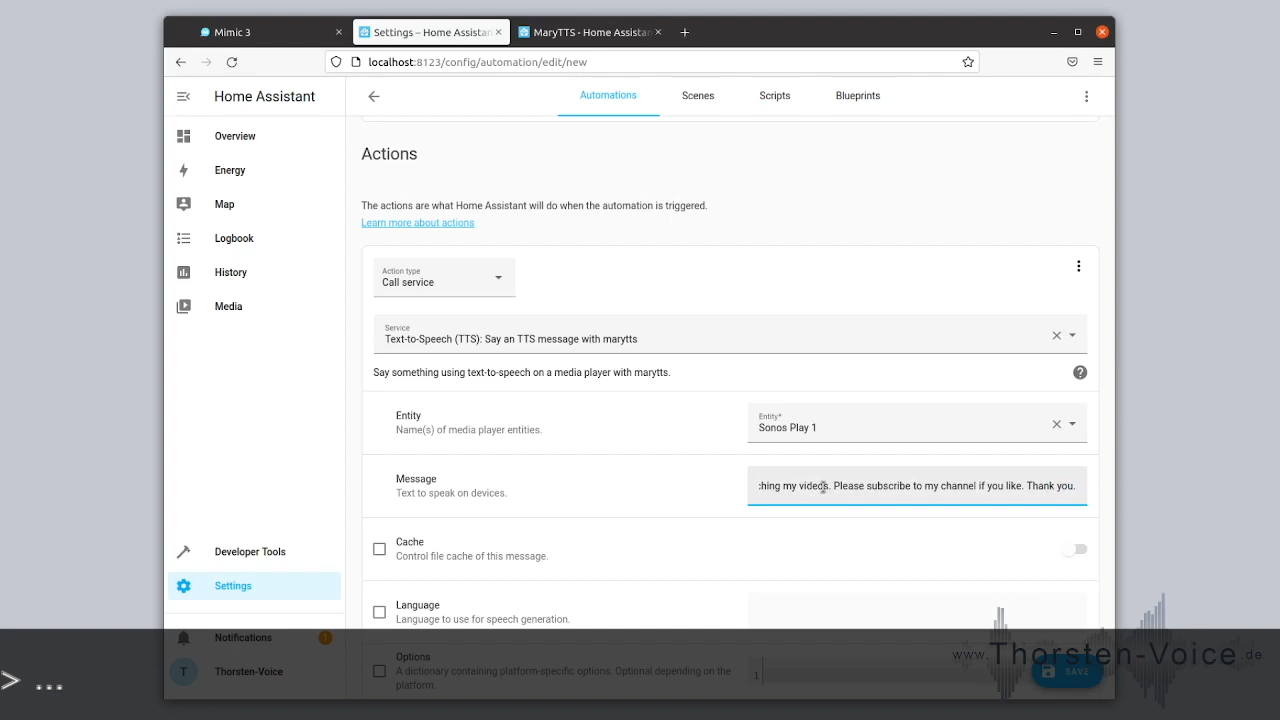 Mimic 3
Settings – Home Assistan
MaryTTS - Home Assistan
localhost:8123/config/automation/edit/new
Home Assistant
Automations
Scenes
Scripts
Blueprints
Overview
Energy
Map
Logbook
History
Media
Developer Tools
Settings
Notifications
1
T
Thorsten-Voice
Actions
The actions are what Home Assistant will do when the automation is triggered.
Learn more about actions
Action type
Call service
Service
Text-to-Speech (TTS): Say an TTS message with marytts
Say something using text-to-speech on a media player with marytts.
Entity
Name(s) of media player entities.
Entity*
Sonos Play 1
Message
Text to speak on devices.
ching my videos. Please subscribe to my channel if you like. Thank you.
Cache
Control file cache of this message.
Language
Language to use for speech generation.
Options
A dictionary containing platform-specific options. Optional depending on the
platform.
1
SAVE
> ...
www.Thorsten-Voice.de